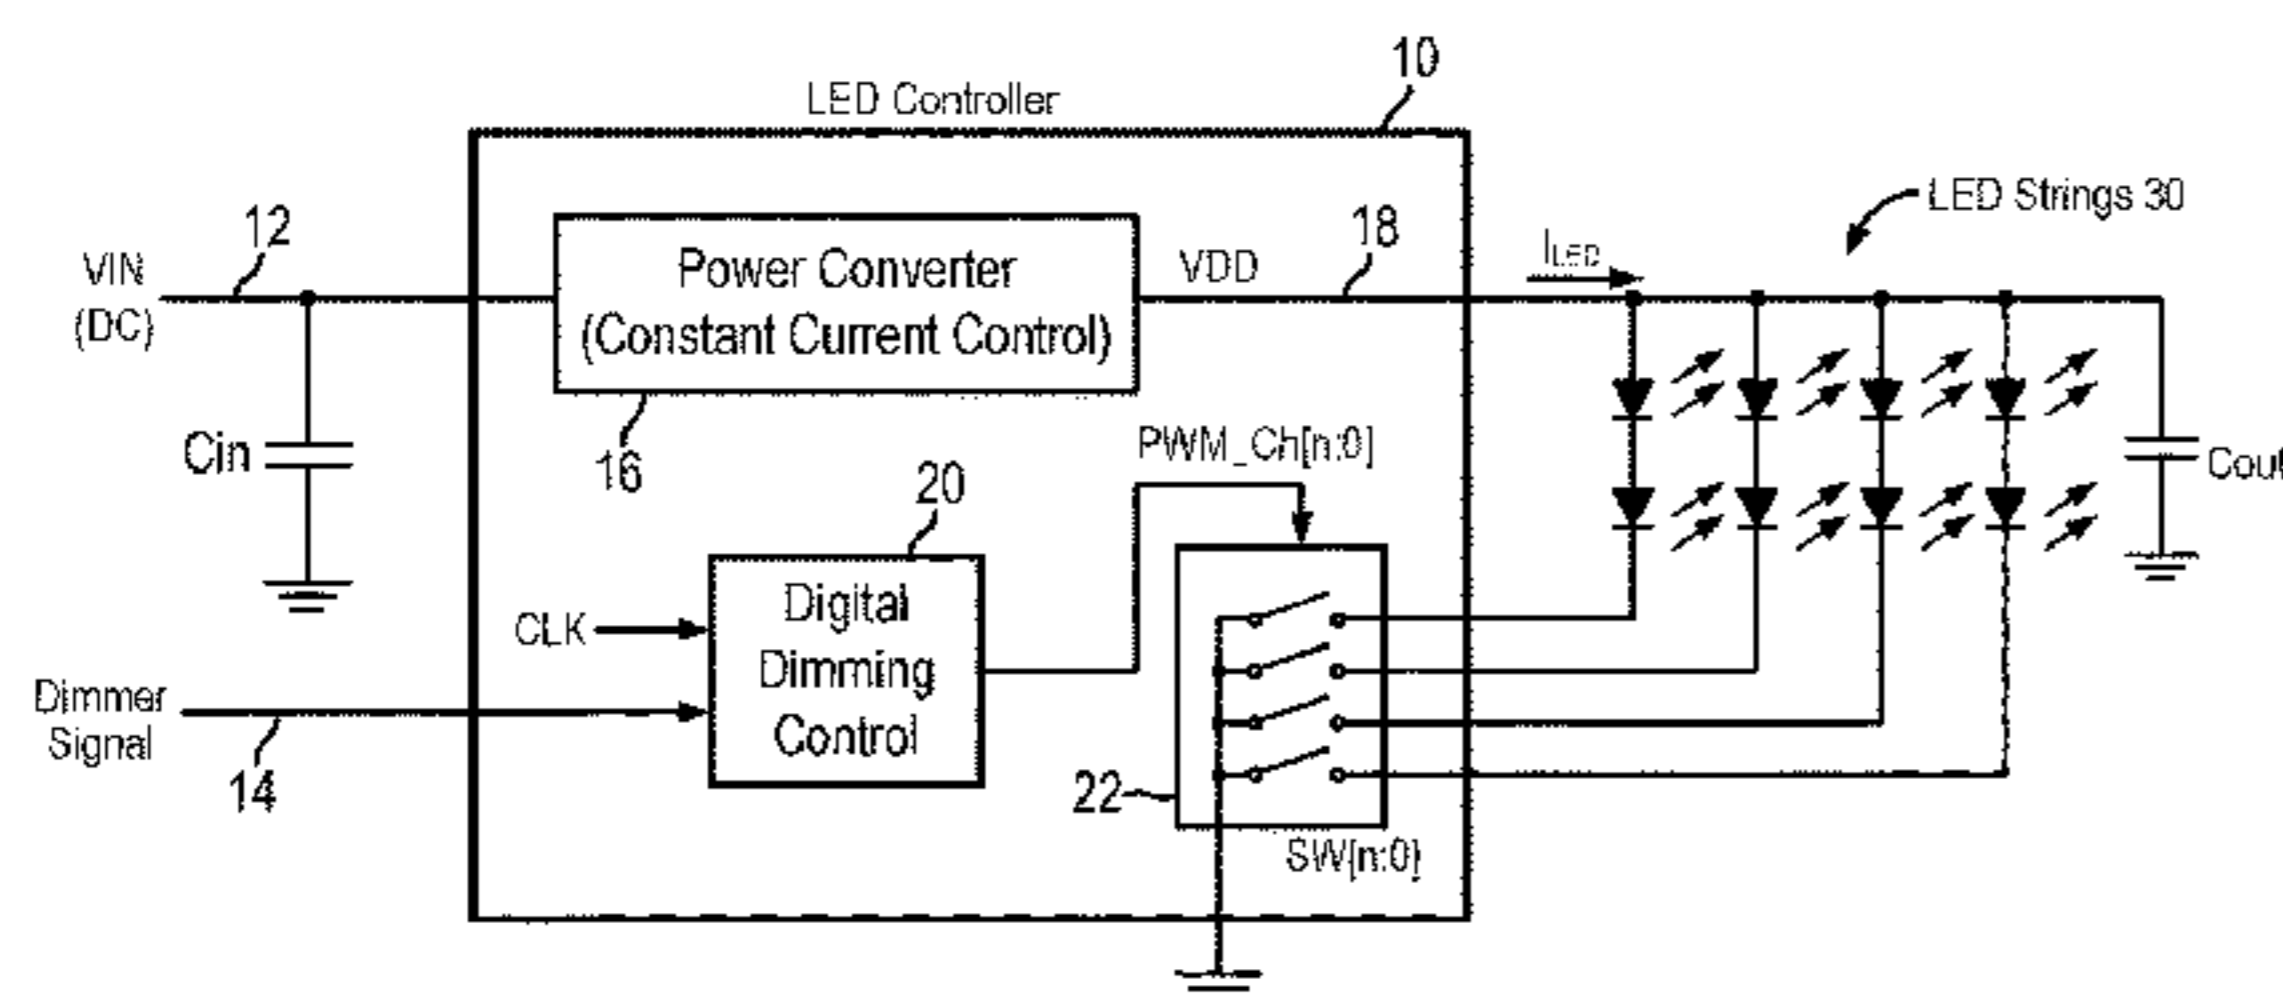 10
LED Controller
LED Strings 30
12
18
VIN
(DC)
Power Converter
(Constant Current Control)
VDD
ILED
Cin
16
PWM_Ch[n:0]
Cout
20
CLK
Digital
Dimming
Control
Dimmer
Signal
14
22
SW[n:0]